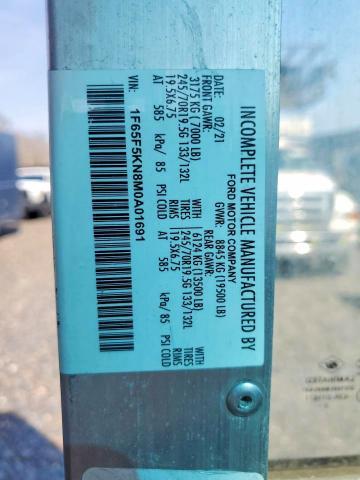 INCOMPLETE VEHICLE MANUFACTURED BY
FORD MOTOR COMPANY
DATE: 02/21 GVWR: 8845 KG (19500 LB)
FRONT GAWR: REAR GAWR:
3175 KG (7000 LB) WITH 6124 KG (13500 LB) WITH
245/70R19.5G 133/132L TIRES 245/70R19.5G 133/132L TIRES
19.5X6.75 RIMS 19.5X6.75 RIMS
AT 585 kPa/ 85 PSI COLD AT 585 kPa/ 85 PSI COLD
VIN: 1F65F5KN8M0A01691